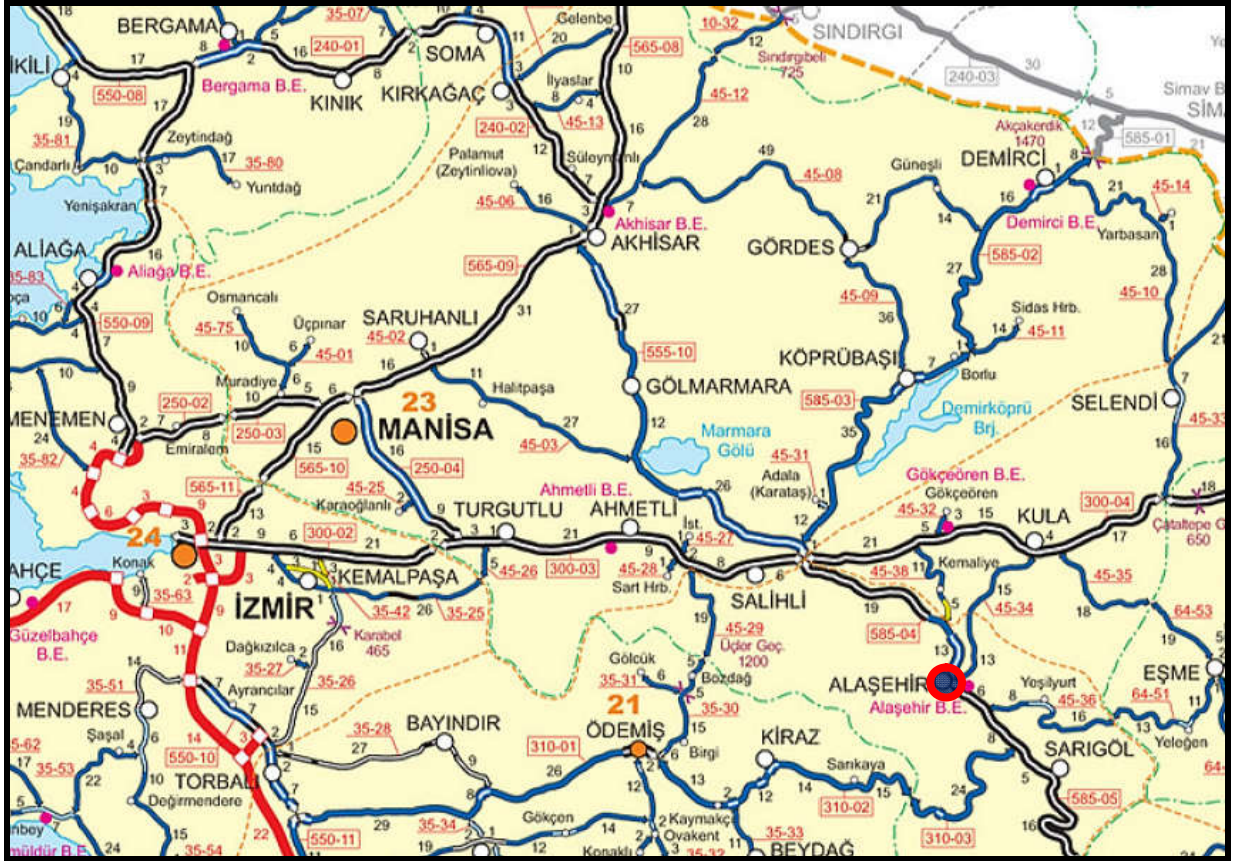 BERGAMA
35-07
Gelenbe
10-32
SINDIRGI
240-01
SOMA
565-08
Sındırgıbeli
725
240-03
İKİLİ
550-08
Bergama B.E.
KINIK
KIRKAĞAÇ
İlyaslar
45-12
Simav B
SİM
35-81
Zeytindağ
240-02
45-13
Akçakerdik
1470
585-01
Çandarlı
35-80
Yuntdağ
Palamut
(Zeytinliova)
45-08
Güneşli
DEMİRCİ
45-14
Yenişakran
45-06
Akhisar B.E.
AKHİSAR
Demirci B.E.
Yarbasan
ALİAĞA
Aliağa B.E.
565-09
GÖRDES
585-02
35-83
Osmancalı
45-09
Sidas Hrb.
45-10
550-09
45-75
Üçpınar
45-01
SARUHANLI
45-02
45-11
555-10
KÖPRÜBAŞI
Borlu
Muradiye
Halitpaşa
GÖLMARMARA
585-03
Demirköprü
Brj.
SELENDİ
MENEMEN
250-02
23
MANİSA
Marmara
Gölü
45-33
250-03
Emiralem
35-82
565-10
250-04
45-03
45-31
Adala
(Karataş)
Gökçeören B.E.
Gökçeören
565-11
45-25
Karaoğlanlı
Ahmetli B.E.
45-32
300-04
24
300-02
TURGUTLU
AHMETLİ
İst.
45-27
KULA
Çataltepe G
650
Konak
45-26
300-03
45-28
45-38
Kemaliye
AHÇE
35-63
KEMALPAŞA
Sart Hrb.
SALİHLİ
45-35
İZMİR
35-42
35-25
45-34
64-53
Güzelbahçe
B.E.
Karabel
465
45-29
585-04
Dağkızılca
35-27
Üçlor Geç.
1200
Gölcük
35-31
Bozdağ
EŞME
35-51
Ayrancılar
35-26
ALAŞEHİR
Alaşehir B.E.
Yeşilyurt
45-36
64-51
MENDERES
21
35-30
Şaşal
35-28
BAYINDIR
ÖDEMİŞ
KİRAZ
Yeleğen
35-62
550-10
310-01
Birgi
SARIGÖL
35-53
TORBALI
Sarıkaya
Değirmendere
310-02
585-05
550-11
35-34
Gökçen
Kaymakçı
Ovakent
35-33
310-03
35-54
Konaklı
35-32
BEYDAĞ